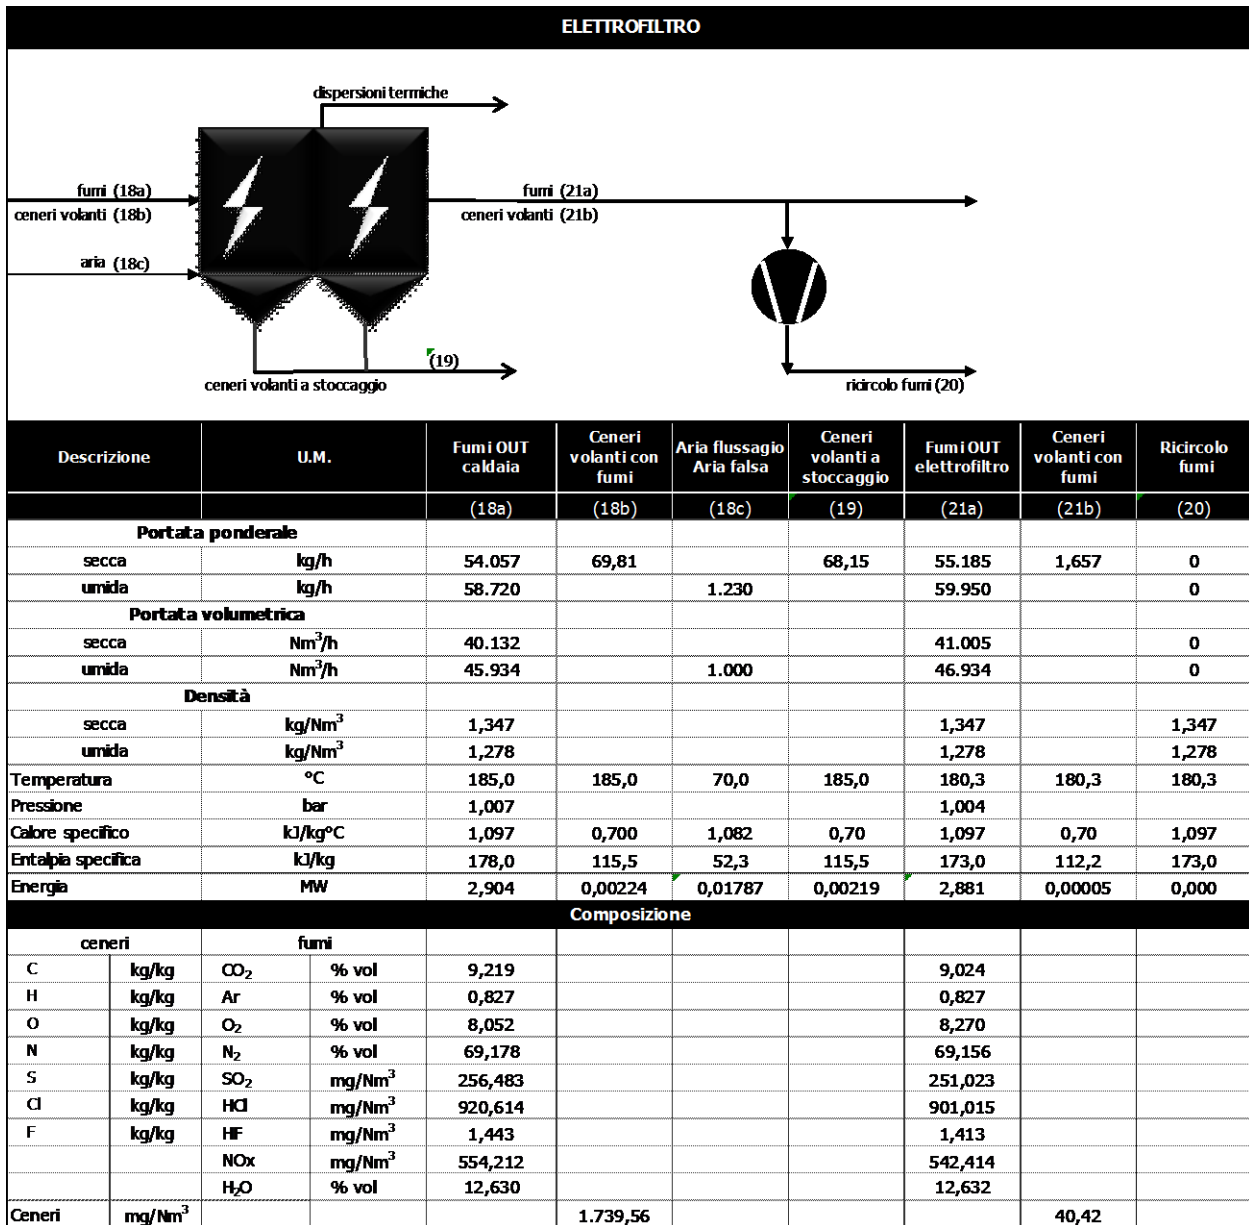 ELETTROFILTRO
dispersioni termiche
fumi (18a)
ceneri volanti (18b)
aria (18c)
fumi (21a)
ceneri volanti (21b)
(19)
ceneri volanti a stoccaggio
ricircolo fumi (20)
Descrizione U.M. Fumi OUT caldaia Ceneri volanti con fumi Aria flussagio Aria falsa Ceneri volanti a stoccaggio Fumi OUT elettrofiltro Ceneri volanti con fumi Ricircolo fumi
(18a) (18b) (18c) (19) (21a) (21b) (20)
Portata ponderale
secca kg/h 54.057 69,81 68,15 55.185 1,657 0
umida kg/h 58.720 1.230 59.950 0
Portata volumetrica
secca Nm³/h 40.132 41.005 0
umida Nm³/h 45.934 1.000 46.934 0
Densità
secca kg/Nm³ 1,347 1,347 1,347
umida kg/Nm³ 1,278 1,278 1,278
Temperatura °C 185,0 185,0 70,0 185,0 180,3 180,3 180,3
Pressione bar 1,007 1,004
Calore specifico kJ/kg°C 1,097 0,700 1,082 0,70 1,097 0,70 1,097
Entalpia specifica kJ/kg 178,0 115,5 52,3 115,5 173,0 112,2 173,0
Energia MW 2,904 0,00224 0,01787 0,00219 2,881 0,00005 0,000
Composizione
ceneri fumi
C kg/kg CO₂ % vol 9,219 9,024
H kg/kg Ar % vol 0,827 0,827
O kg/kg O₂ % vol 8,052 8,270
N kg/kg N₂ % vol 69,178 69,156
S kg/kg SO₂ mg/Nm³ 256,483 251,023
Cl kg/kg HCl mg/Nm³ 920,614 901,015
F kg/kg HF mg/Nm³ 1,443 1,413
NOx mg/Nm³ 554,212 542,414
H₂O % vol 12,630 12,632
Ceneri mg/Nm³ 1.739,56 40,42